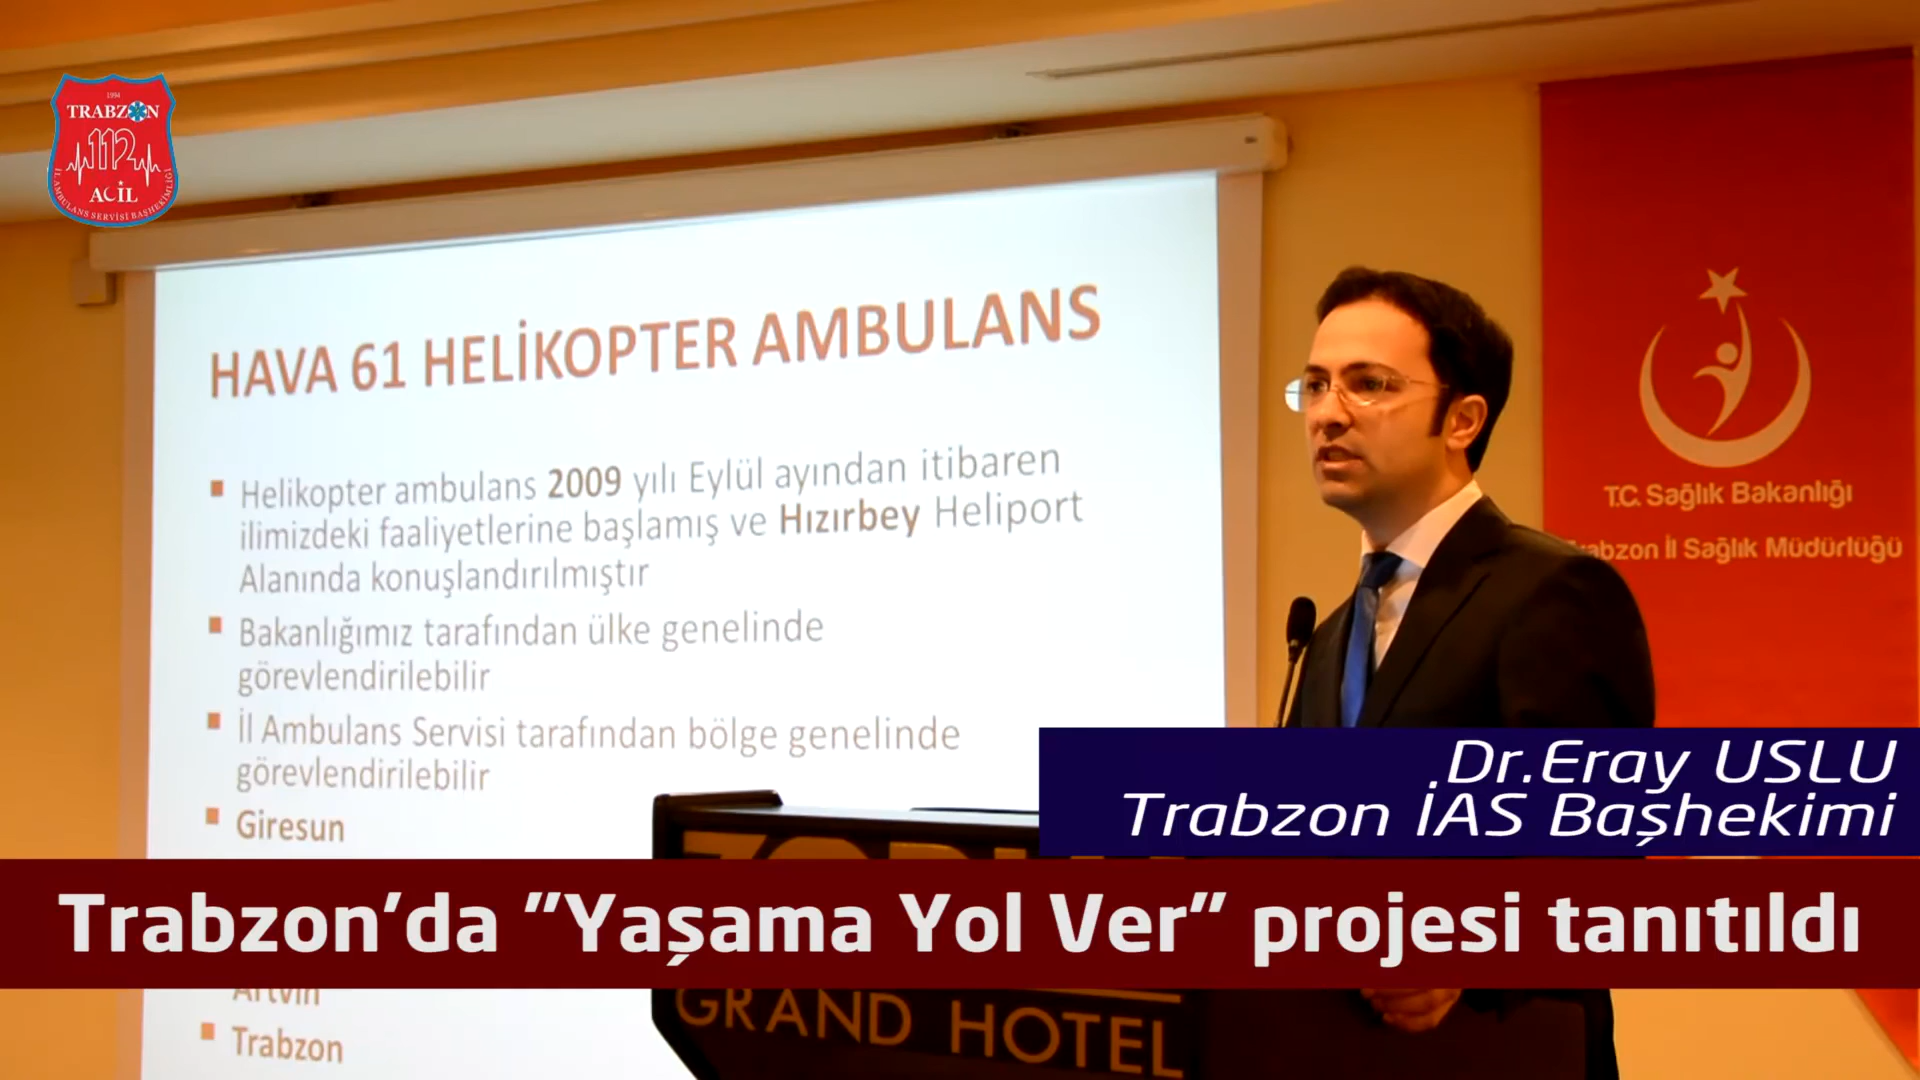 1994
TRABZON
112
ACİL
İL AMBULANS SERVİSİ BAŞHEKİMLİĞİ
HAVA 61 HELİKOPTER AMBULANS
Helikopter ambulans 2009 yılı Eylül ayından itibaren
ilimizdeki faaliyetlerine başlamış ve Hızırbey Heliport
Alanında konuşlandırılmıştır
Bakanlığımız tarafından ülke genelinde
görevlendirilebilir
İl Ambulans Servisi tarafından bölge genelinde
görevlendirilebilir
Giresun
Artvin
Trabzon
T.C. Sağlık Bakanlığı
Trabzon İl Sağlık Müdürlüğü
.Dr.Eray USLU
Trabzon İAS Başhekimi
Trabzon'da "Yaşama Yol Ver" projesi tanıtıldı
GRAND HOTEL